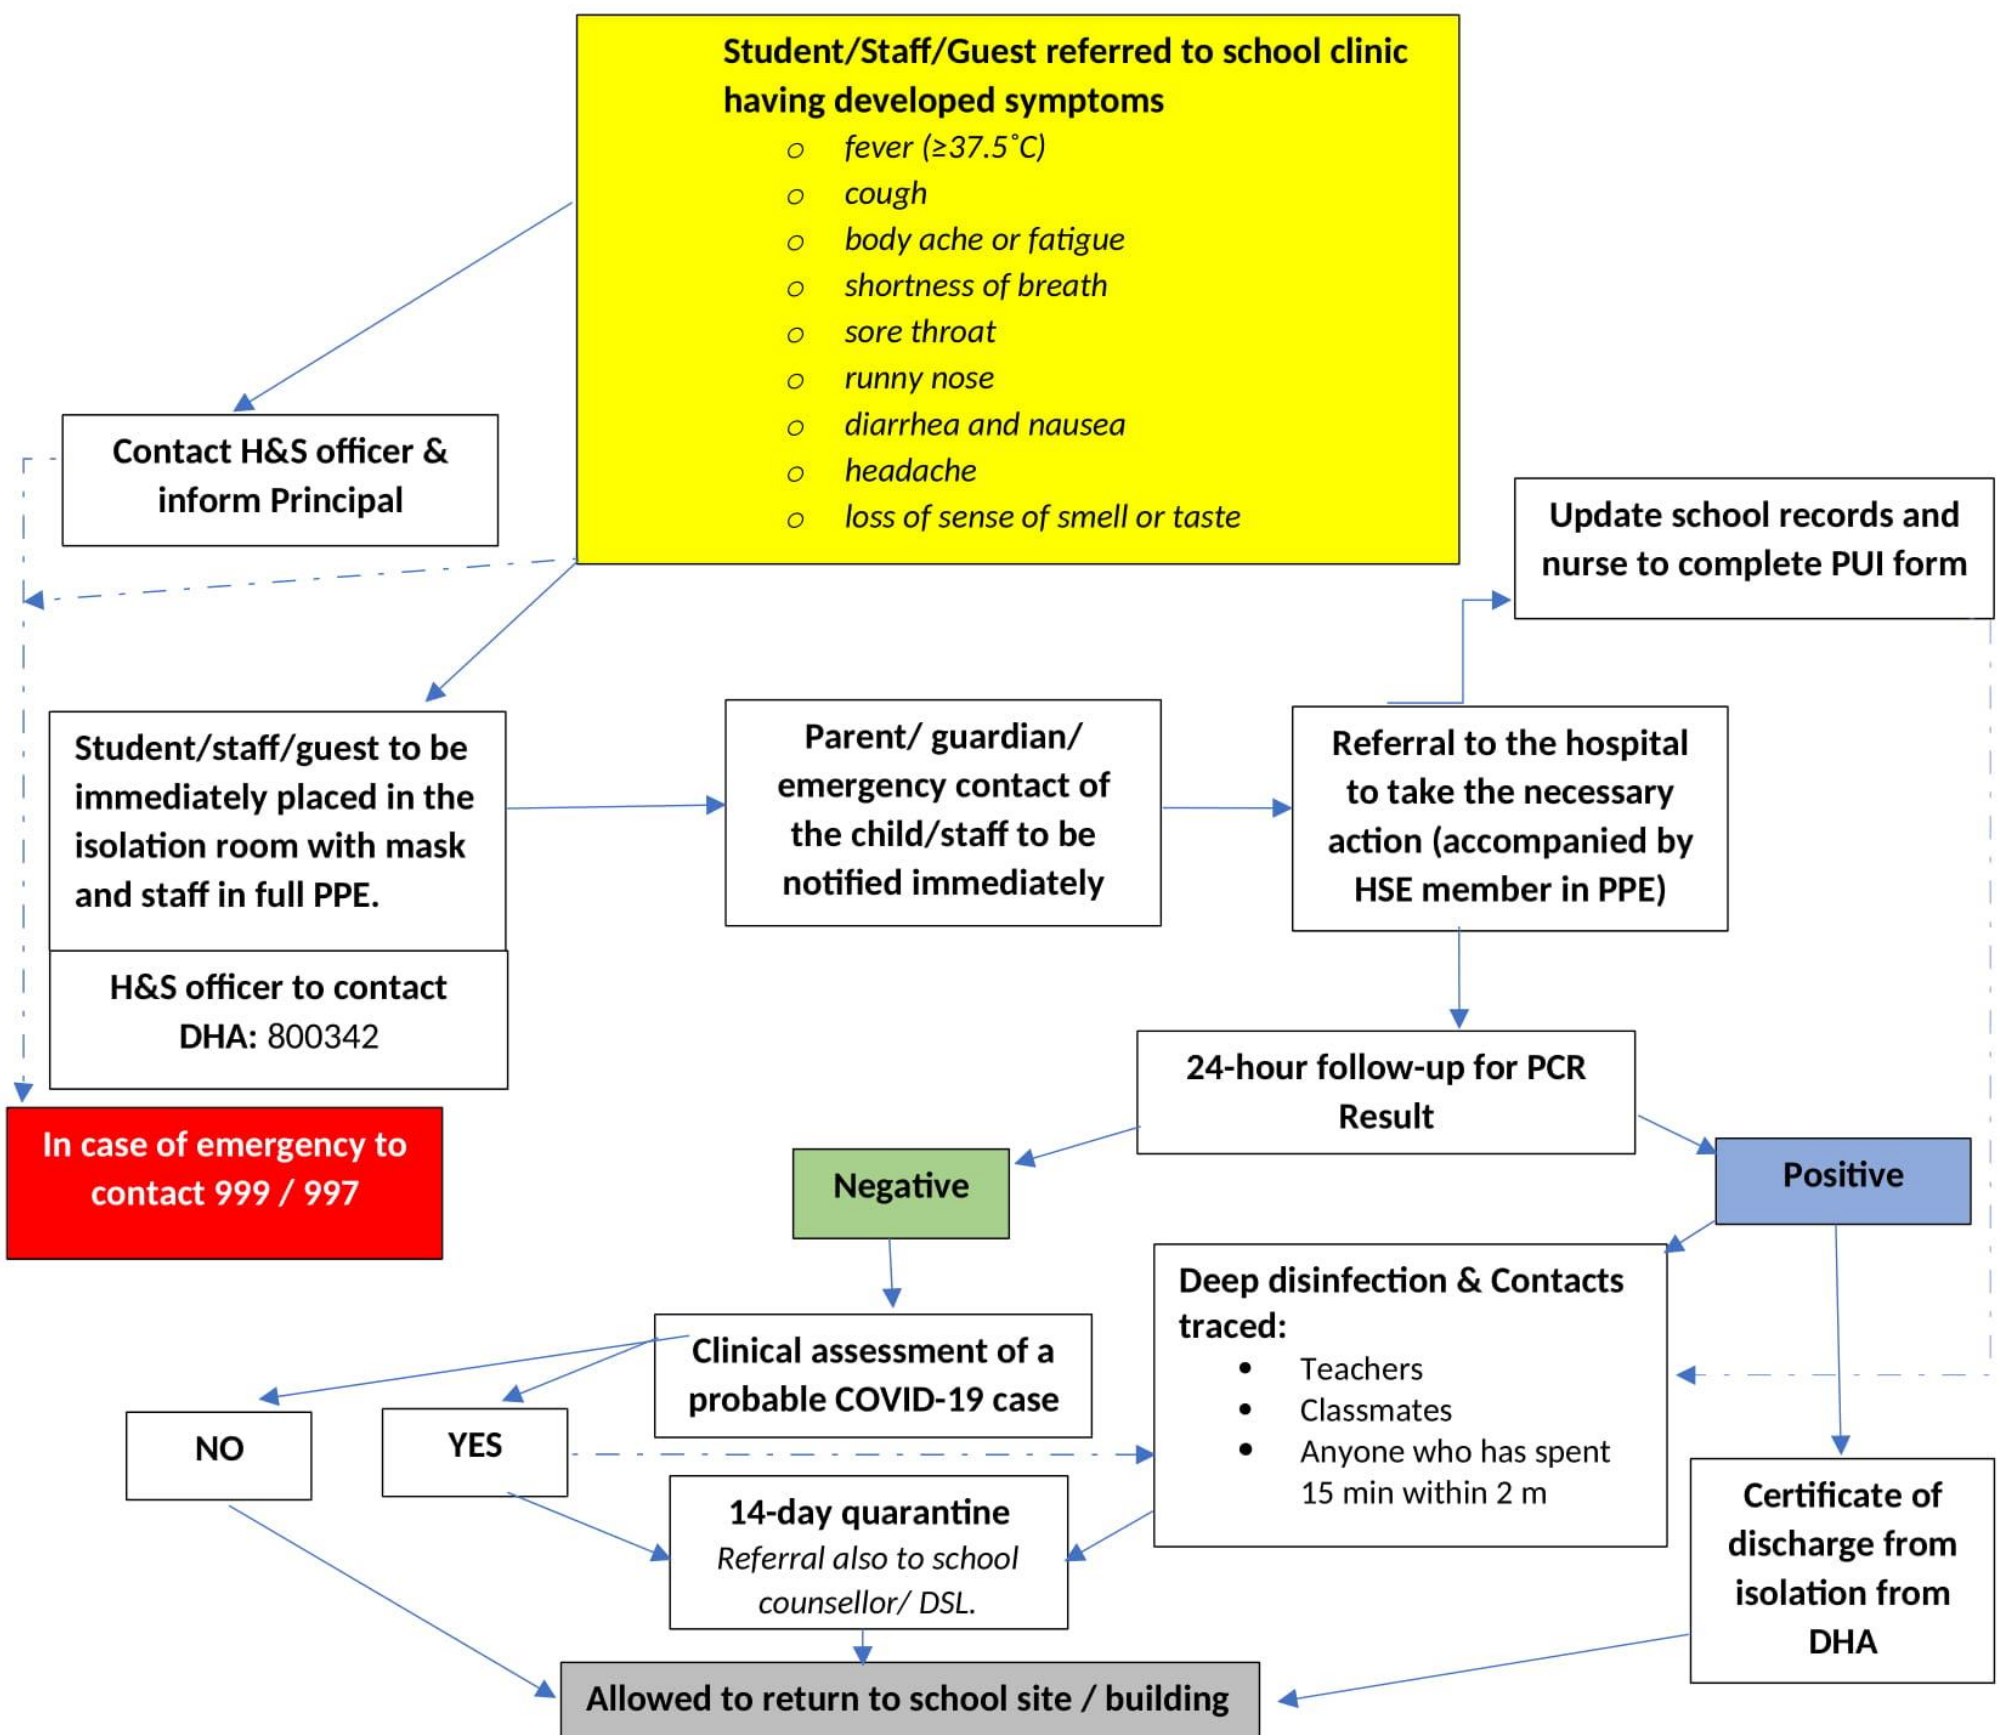 Student/Staff/Guest referred to school clinic
having developed symptoms
o fever (≥37.5˚C)
o cough
o body ache or fatigue
o shortness of breath
o sore throat
o runny nose
o diarrhea and nausea
o headache
o loss of sense of smell or taste
Contact H&S officer &
inform Principal
Update school records and
nurse to complete PUI form
Student/staff/guest to be
immediately placed in the
isolation room with mask
and staff in full PPE.
Parent/ guardian/
emergency contact of
the child/staff to be
notified immediately
Referral to the hospital
to take the necessary
action (accompanied by
HSE member in PPE)
H&S officer to contact
DHA: 800342
24-hour follow-up for PCR
Result
In case of emergency to
contact 999 / 997
Negative
Positive
Deep disinfection & Contacts
traced:
• Teachers
• Classmates
• Anyone who has spent
15 min within 2 m
Clinical assessment of a
probable COVID-19 case
NO
YES
14-day quarantine
Referral also to school
counsellor/ DSL.
Certificate of
discharge from
isolation from
DHA
Allowed to return to school site / building